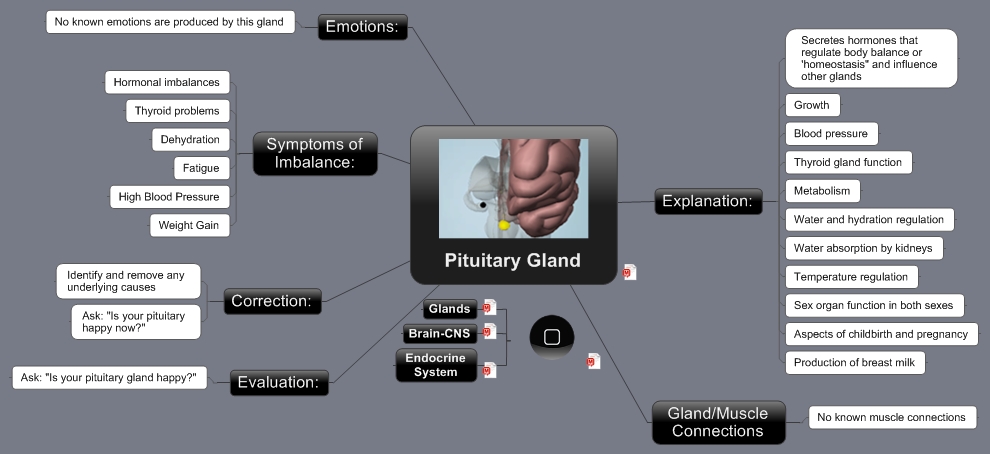 No known emotions are produced by this gland
Emotions:
Hormonal imbalances
Thyroid problems
Dehydration
Fatigue
High Blood Pressure
Weight Gain
Symptoms of
Imbalance:
Identify and remove any
underlying causes
Ask: "Is your pituitary
happy now?"
Correction:
Ask: "Is your pituitary gland happy?"
Evaluation:
Pituitary Gland
Glands
Brain-CNS
Endocrine
System
Explanation:
Secretes hormones that
regulate body balance or
'homeostasis" and influence
other glands
Growth
Blood pressure
Thyroid gland function
Metabolism
Water and hydration regulation
Water absorption by kidneys
Temperature regulation
Sex organ function in both sexes
Aspects of childbirth and pregnancy
Production of breast milk
Gland/Muscle
Connections
No known muscle connections